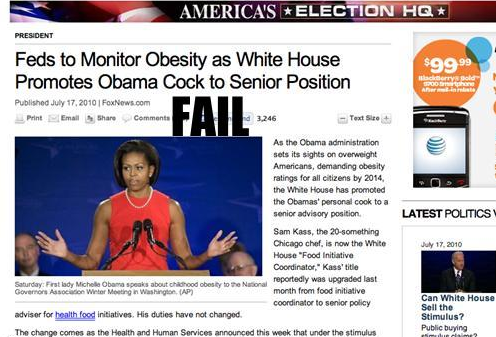 AMERICA'S ★ELECTION HQ★
PRESIDENT
Feds to Monitor Obesity as White House
Promotes Obama Cock to Senior Position
Published July 17, 2010 | FoxNews.com
Print Email Share Comments 3,246 Text Size
FAIL
As the Obama administration
sets its sights on overweight
Americans, demanding obesity
ratings for all citizens by 2014,
the White House has promoted
the Obamas' personal cook to a
senior advisory position.
Sam Kass, the 20-something
Chicago chef, is now the White
House "Food Initiative
Coordinator," Kass' title
reportedly was upgraded last
month from food initiative
coordinator to senior policy
Saturday: First lady Michelle Obama speaks about childhood obesity to the National
Governors Association Winter Meeting in Washington. (AP)
adviser for health food initiatives. His duties have not changed.
The change comes as the Health and Human Services announced this week that under the stimulus
$99.99
BlackBerry® Bold™
9700 Smartphone
After mail-in rebate
at&t
LATEST POLITICS V
July 17, 2010
Can White House
Sell the
Stimulus?
Public buying
stimulus claims?